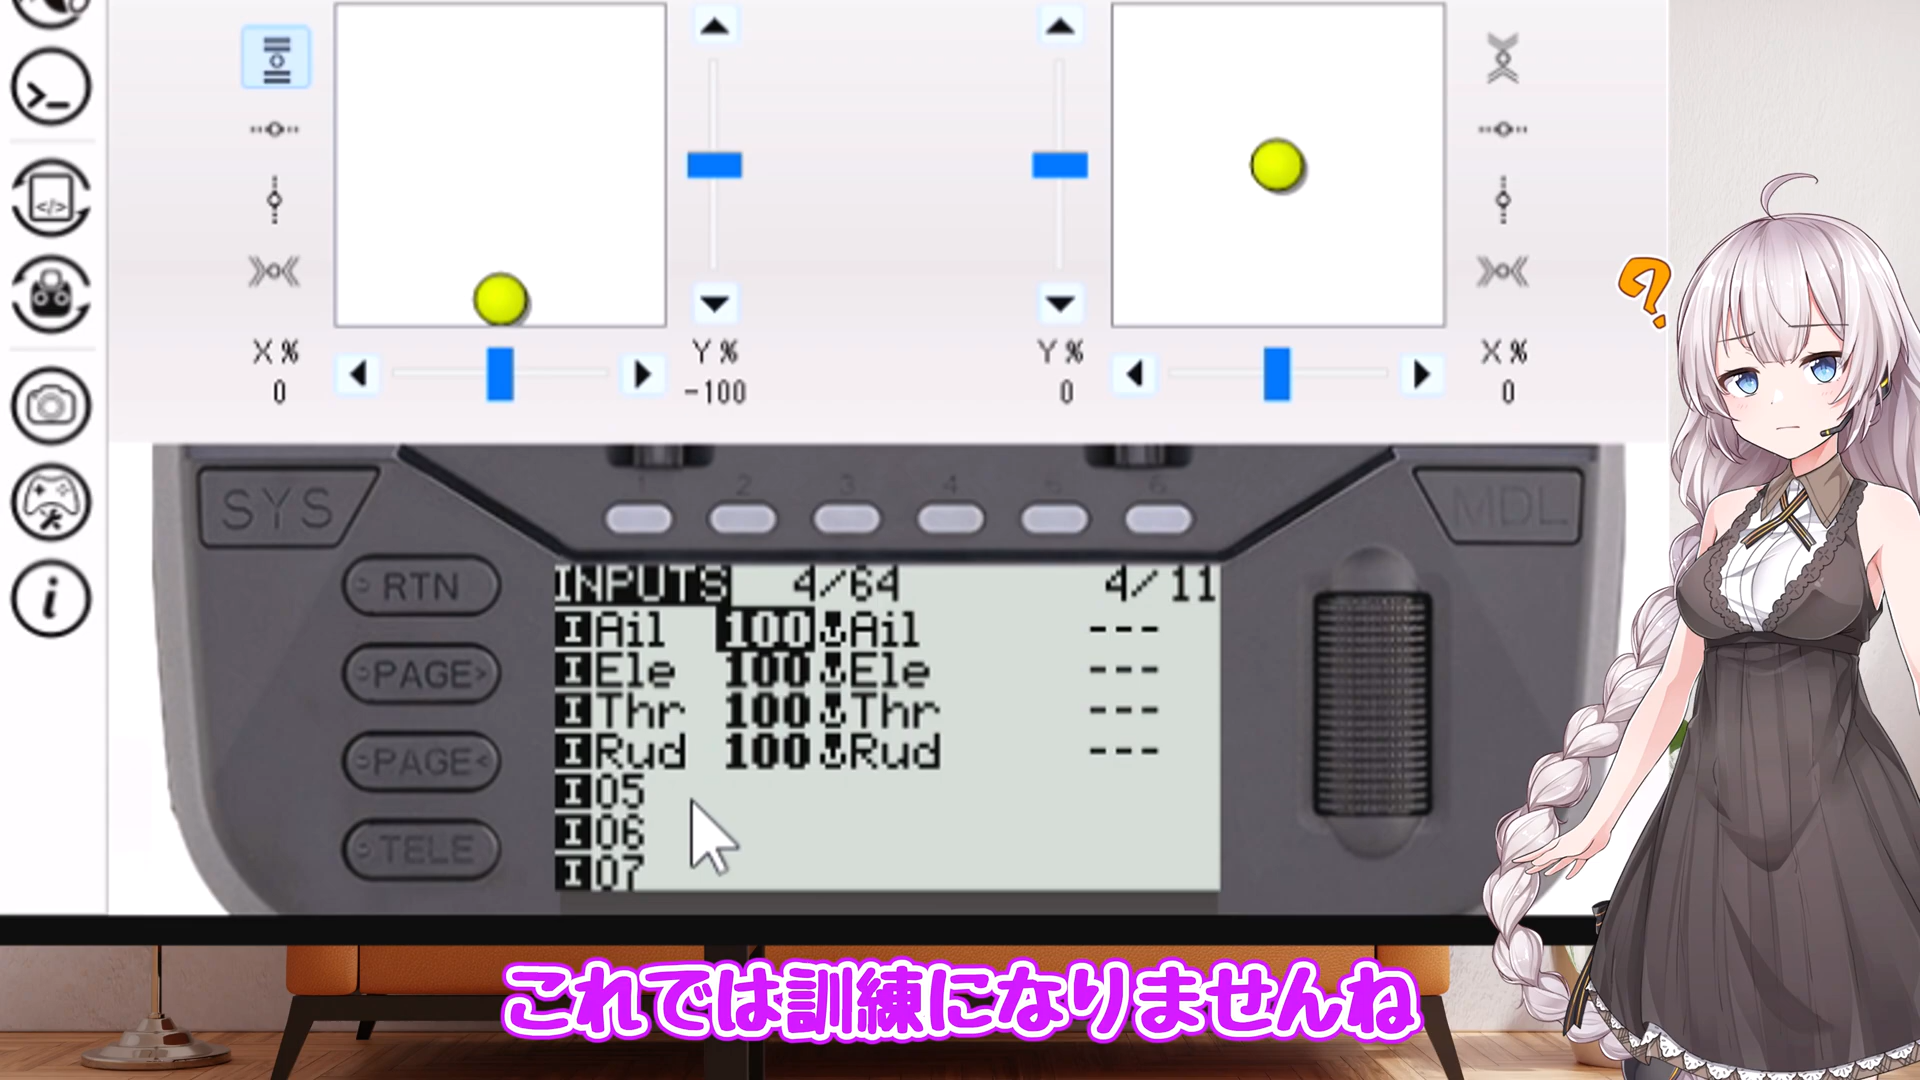 X %
0
Y %
-100
Y %
0
X %
0
SYS
MDL
1 2 3 4 5 6
RTN
PAGE>
PAGE<
TELE
INPUTS 4/64 4/11
I Ail 100 Ail ---
I Ele 100 Ele ---
I Thr 100 Thr ---
I Rud 100 Rud ---
I 05
I 06
I 07
?
これでは訓練になりませんね